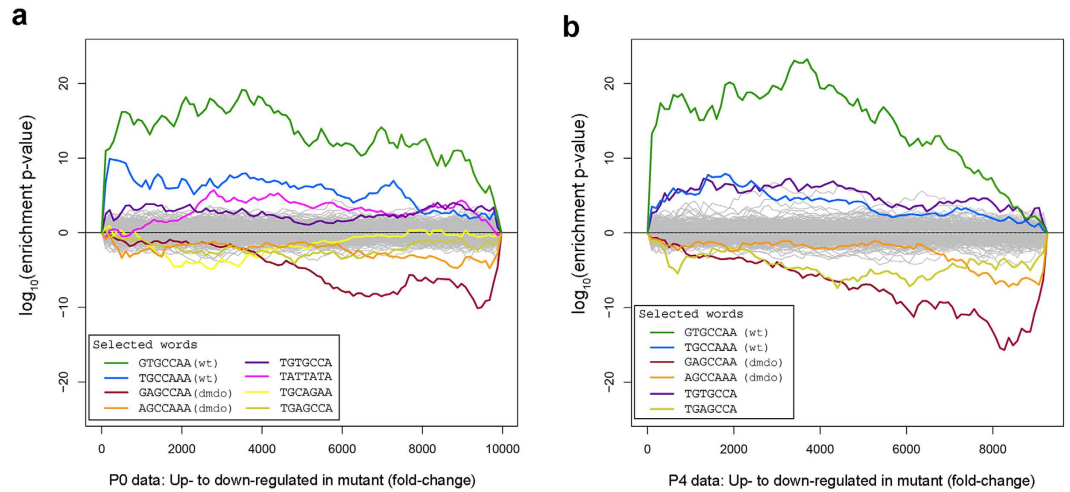 a
20
10
0
−10
−20
log10(enrichment p-value)
Selected words
GTGCCAA(wt)
TGCCAAA(wt)
GAGCCAA(dmdo)
AGCCAAA(dmdo)
TGTGCCA
TATTATA
TGCAGAA
TGAGCCA
0 2000 4000 6000 8000 10000
P0 data: Up- to down-regulated in mutant (fold-change)
b
20
10
0
−10
−20
log10(enrichment p-value)
Selected words
GTGCCAA (wt)
TGCCAAA (wt)
GAGCCAA (dmdo)
AGCCAAA (dmdo)
TGTGCCA
TGAGCCA
0 2000 4000 6000 8000
P4 data: Up- to down-regulated in mutant (fold-change)